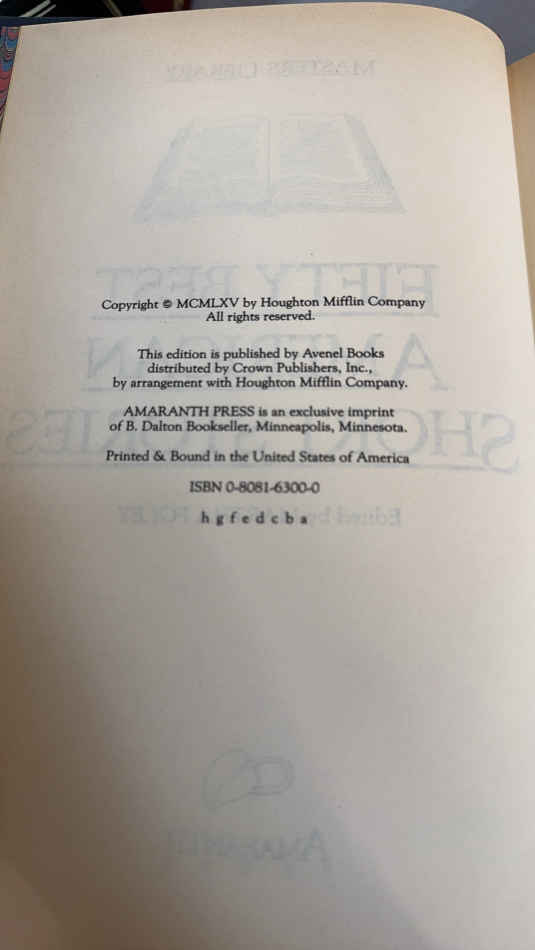 Copyright © MCMLXV by Houghton Mifflin Company
All rights reserved.
This edition is published by Avenel Books
distributed by Crown Publishers, Inc.,
by arrangement with Houghton Mifflin Company.
AMARANTH PRESS is an exclusive imprint
of B. Dalton Bookseller, Minneapolis, Minnesota.
Printed & Bound in the United States of America
ISBN 0-8081-6300-0
h g f e d c b a